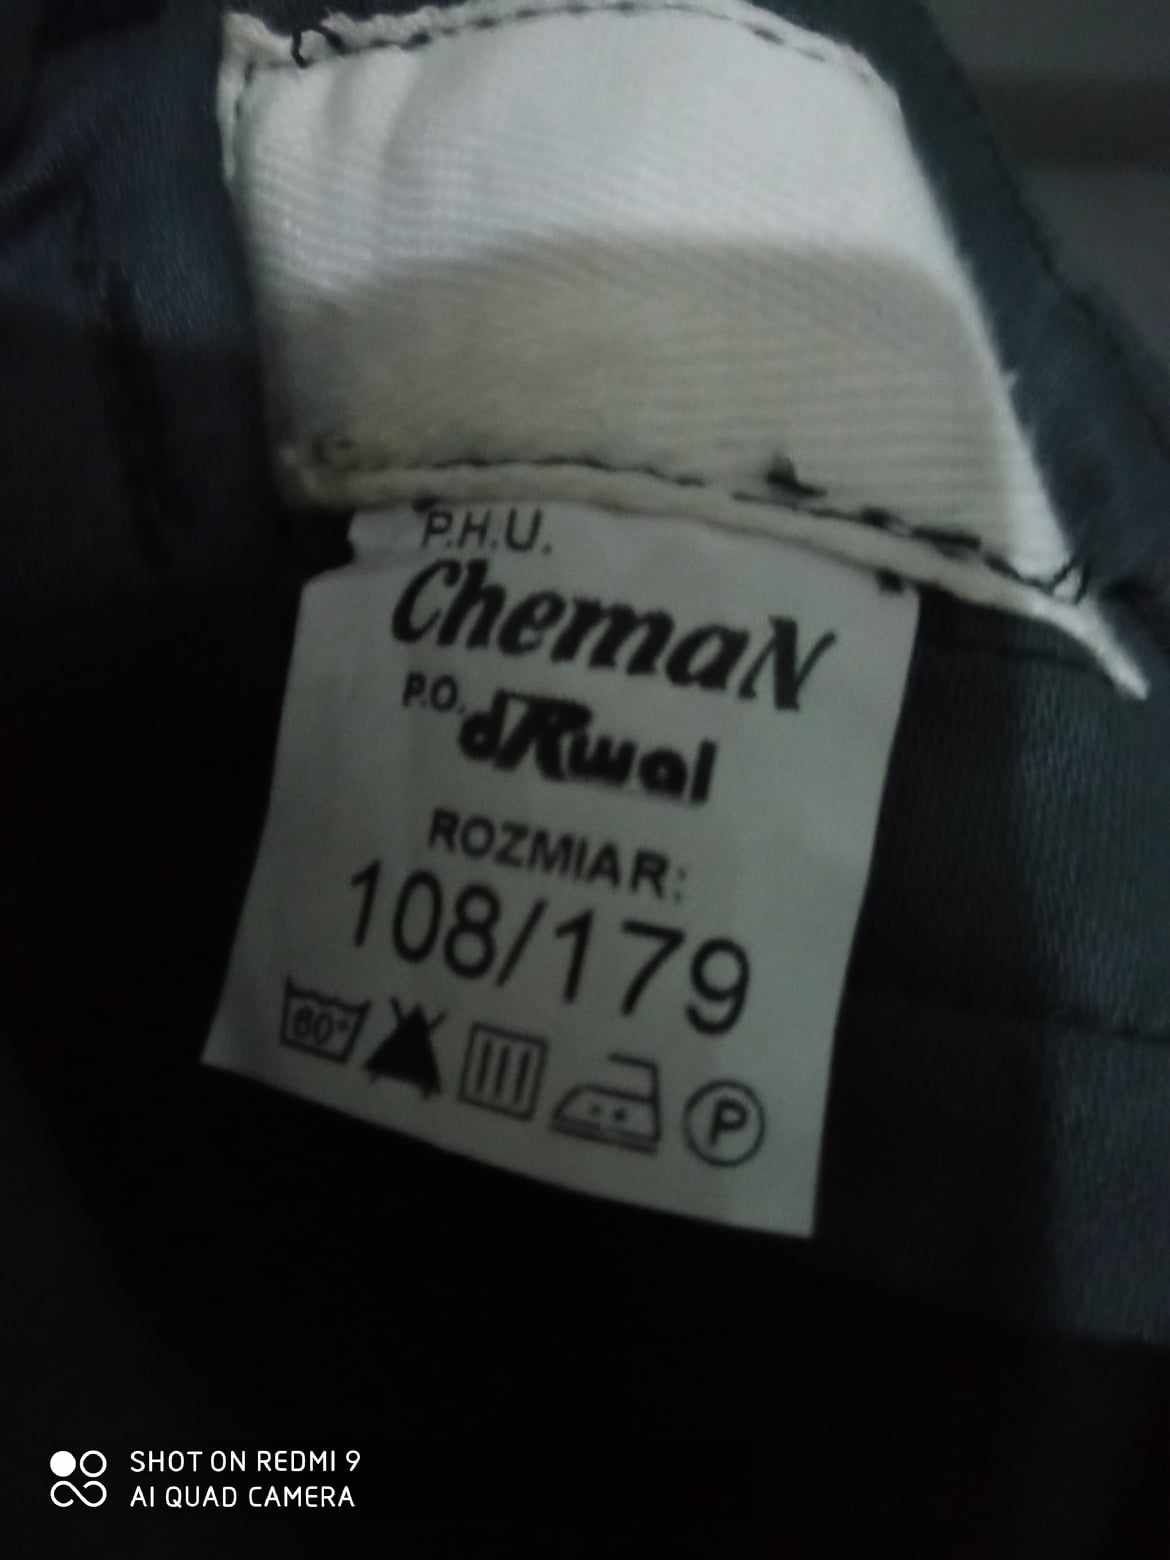 P.H.U.
ChemaN
P.O. dRwal
ROZMIAR:
108/179
60°
P
SHOT ON REDMI 9
AI QUAD CAMERA